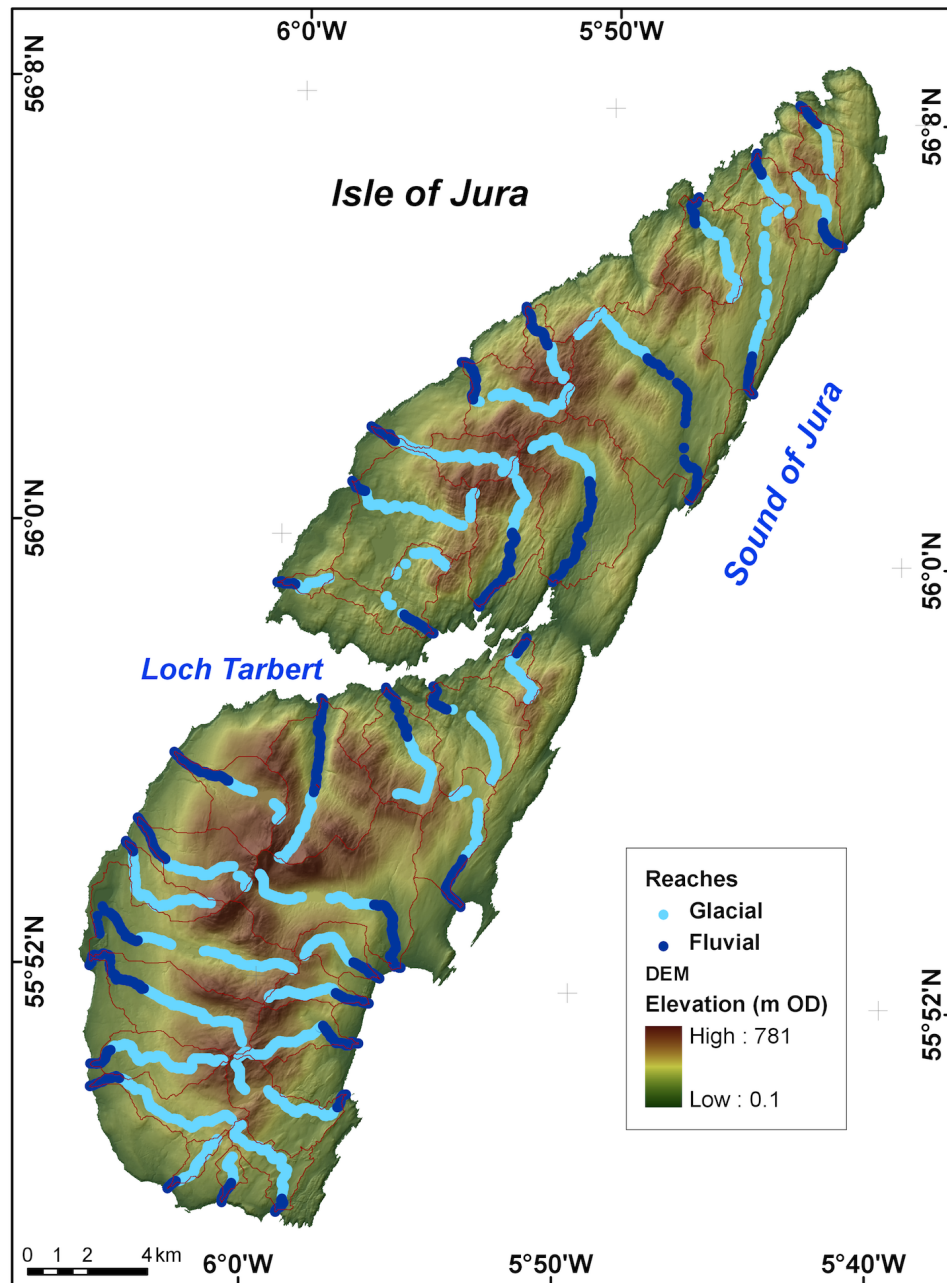 6°0'W
5°50'W
56°8'N
56°8'N
Isle of Jura
Sound of Jura
56°0'N
56°0'N
Loch Tarbert
Reaches
Glacial
Fluvial
DEM
Elevation (m OD)
High : 781
Low : 0.1
55°52'N
55°52'N
0 1 2 4 km
6°0'W
5°50'W
5°40'W